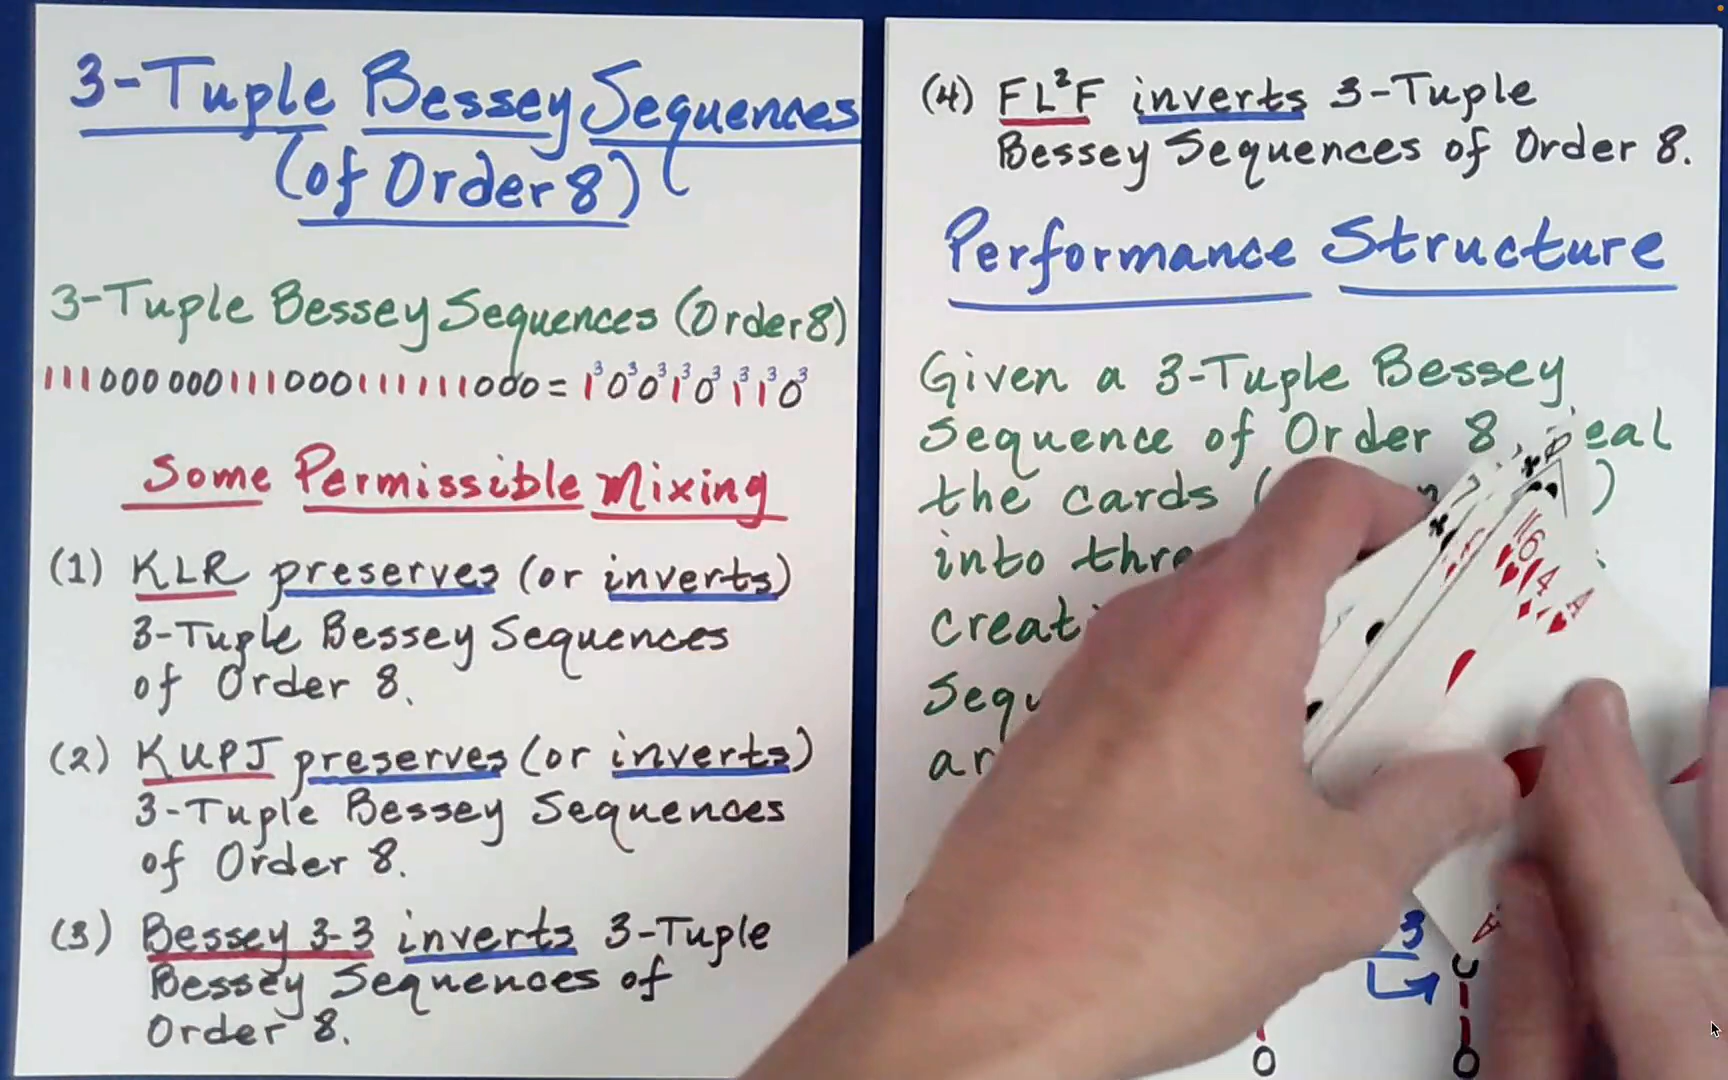 3-Tuple Bessey Sequences
(of Order 8)
3-Tuple Bessey Sequences (Order 8)
111000000111000111111000 = 1³0³0³1³0³1³1³0³
Some Permissible Mixing
(1) KLR preserves (or inverts)
3-Tuple Bessey Sequences
of Order 8.
(2) KUPJ preserves (or inverts)
3-Tuple Bessey Sequences
of Order 8.
(3) Bessey 3-3 inverts 3-Tuple
Bessey Sequences of
Order 8.
(4) FL²F inverts 3-Tuple
Bessey Sequences of Order 8.
Performance Structure
Given a 3-Tuple Bessey
Sequence of Order 8,
the cards (
into
6
4
A
3
A
0
0